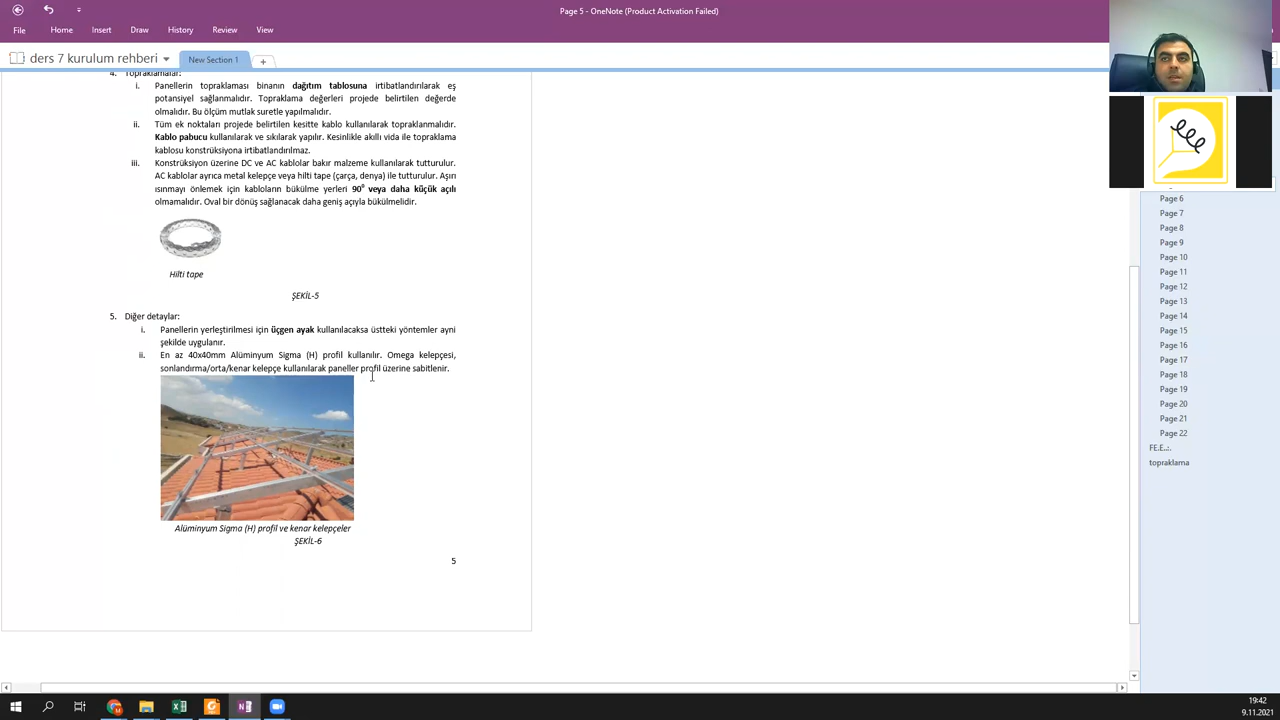 Page 5 - OneNote (Product Activation Failed)
File Home Insert Draw History Review View
ders 7 kurulum rehberi New Section 1
4. Topraklamalar:
i. Panellerin topraklaması binanın dağıtım tablosuna irtibatlandırılarak eş
potansiyel sağlanmalıdır. Topraklama değerleri projede belirtilen değerde
olmalıdır. Bu ölçüm mutlak suretle yapılmalıdır.
ii. Tüm ek noktaları projede belirtilen kesitte kablo kullanılarak topraklanmalıdır.
Kablo pabucu kullanılarak ve sıkılarak yapılır. Kesinlikle akıllı vida ile topraklama
kablosu konstrüksiyona irtibatlandırılmaz.
iii. Konstrüksiyon üzerine DC ve AC kablolar bakır malzeme kullanılarak tutturulur.
AC kablolar ayrıca metal kelepçe veya hilti tape (çarça, denya) ile tutturulur. Aşırı
ısınmayı önlemek için kabloların bükülme yerleri 90⁰ veya daha küçük açılı
olmamalıdır. Oval bir dönüş sağlanacak daha geniş açıyla bükülmelidir.
Hilti tape
ŞEKİL-5
5. Diğer detaylar:
i. Panellerin yerleştirilmesi için üçgen ayak kullanılacaksa üstteki yöntemler ayni
şekilde uygulanır.
ii. En az 40x40mm Alüminyum Sigma (H) profil kullanılır. Omega kelepçesi,
sonlandırma/orta/kenar kelepçe kullanılarak paneller profil üzerine sabitlenir.
Alüminyum Sigma (H) profil ve kenar kelepçeler
ŞEKİL-6
5
Page 6
Page 7
Page 8
Page 9
Page 10
Page 11
Page 12
Page 13
Page 14
Page 15
Page 16
Page 17
Page 18
Page 19
Page 20
Page 21
Page 22
FE.E..:.
topraklama
19:42
9.11.2021